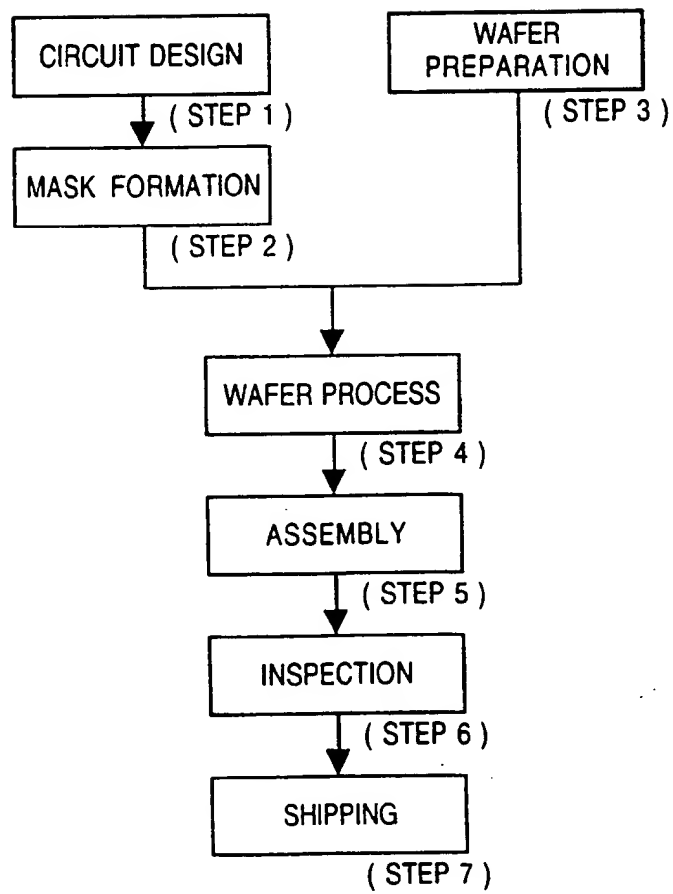 CIRCUIT DESIGN
( STEP 1 )
MASK FORMATION
( STEP 2 )
WAFER
PREPARATION
( STEP 3 )
WAFER PROCESS
( STEP 4 )
ASSEMBLY
( STEP 5 )
INSPECTION
( STEP 6 )
SHIPPING
( STEP 7 )